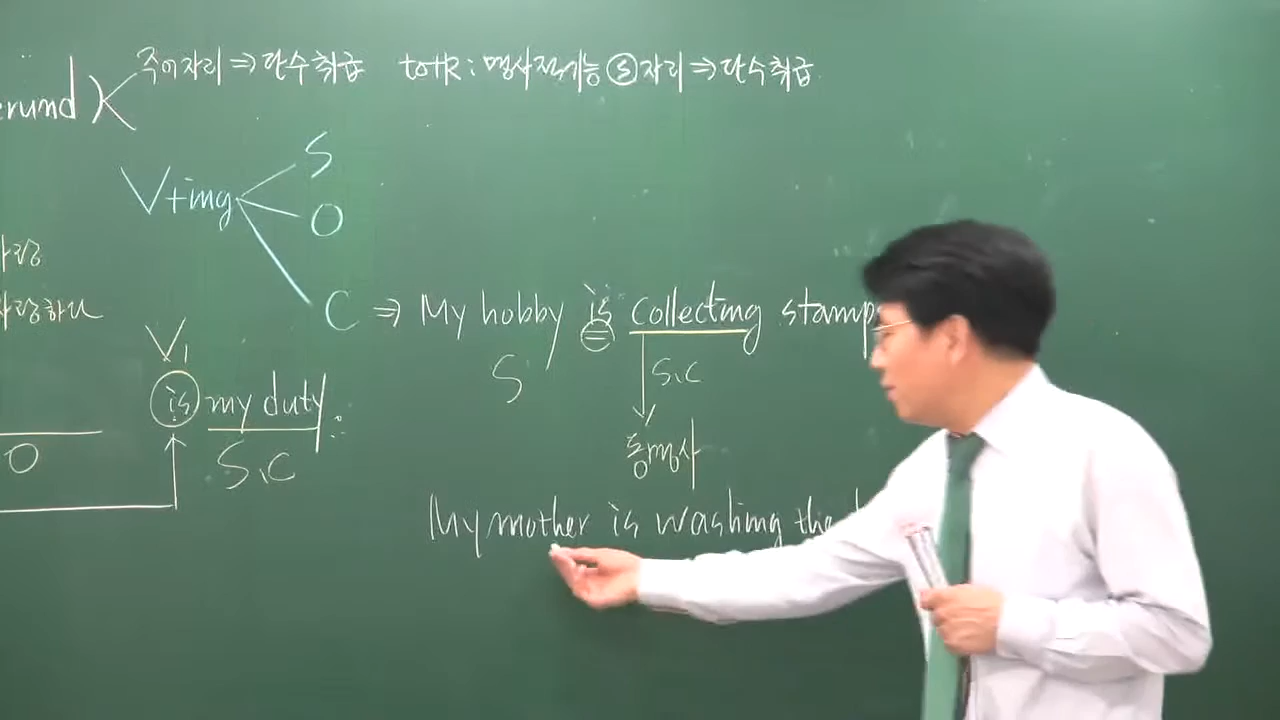 주어자리 ⇒ 단수취급 to+R : 명사적기능 Ⓢ자리 ⇒ 단수취급
V+ing
S
O
C ⇒ My hobby is collecting stamp
=
S
S.C
동명사
V₁
is my duty
O
S.C
My mother is washing the